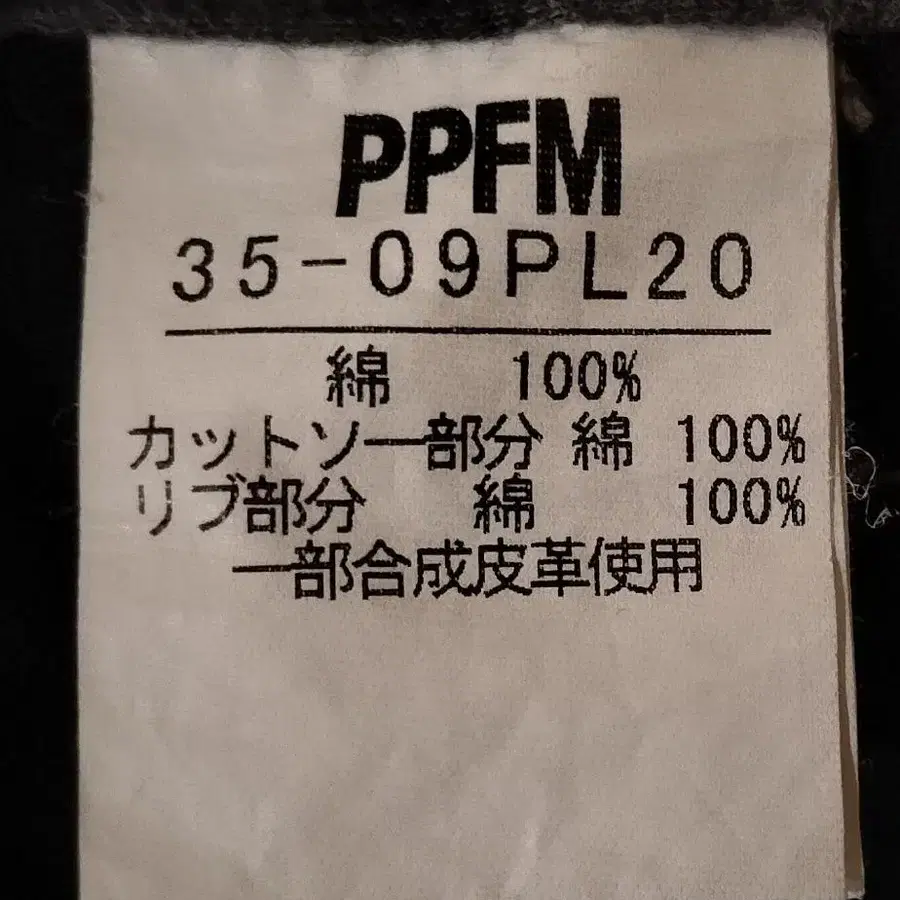 PPFM
35-09PL20
綿 100%
カットソー部分 綿 100%
リブ部分 綿 100%
一部合成皮革使用